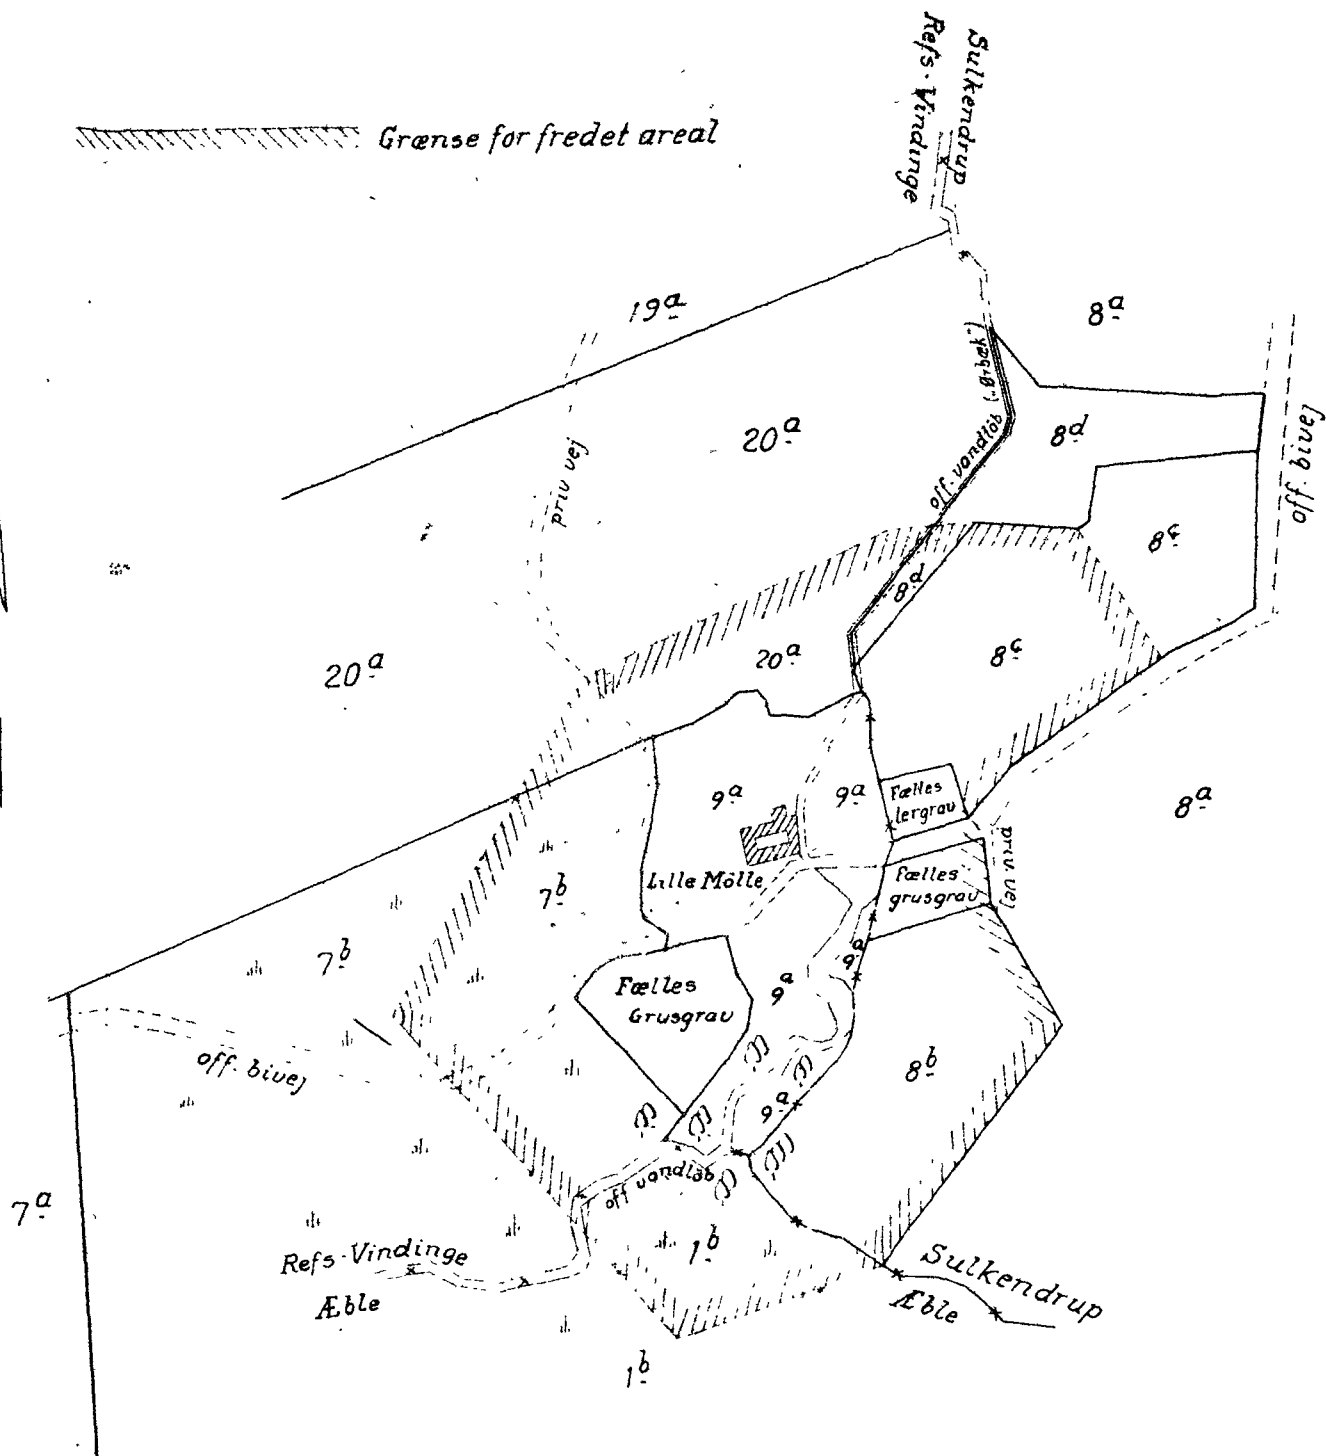 Sulkendrup
Refs-Vindinge
Grænse for fredet areal
19a
8a
("Ørbæk")
20a
8d
off. bivej
priv vej
off. vandløb
8c
8d
20a
20a
8c
9a
9a
Fælles
lergrav
8a
priv. vej
Lille Mölle
Fælles
grusgrav
7b
7b
9a
Fælles
Grusgrav
9a
off. bivej
8b
9a
off vandløb
7a
1b
Refs-Vindinge
Æble
Sulkendrup
Æble
1b